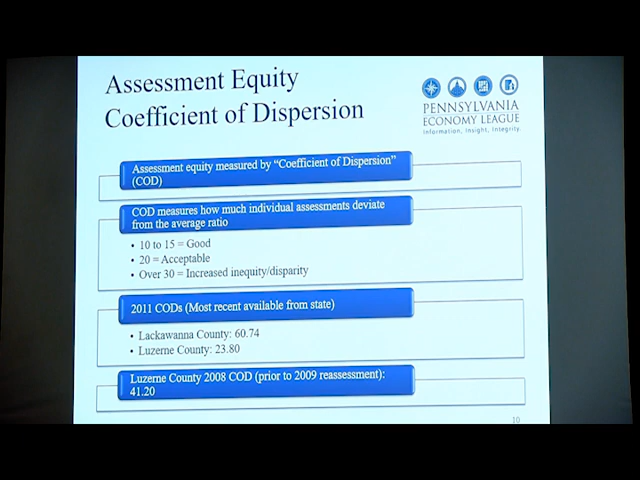 Assessment Equity
Coefficient of Dispersion
PENNSYLVANIA
ECONOMY LEAGUE
Information, Insight, Integrity.
Assessment equity measured by “Coefficient of Dispersion”
(COD)
COD measures how much individual assessments deviate
from the average ratio
• 10 to 15 = Good
• 20 = Acceptable
• Over 30 = Increased inequity/disparity
2011 CODs (Most recent available from state)
• Lackawanna County: 60.74
• Luzerne County: 23.80
Luzerne County 2008 COD (prior to 2009 reassessment):
41.20
10